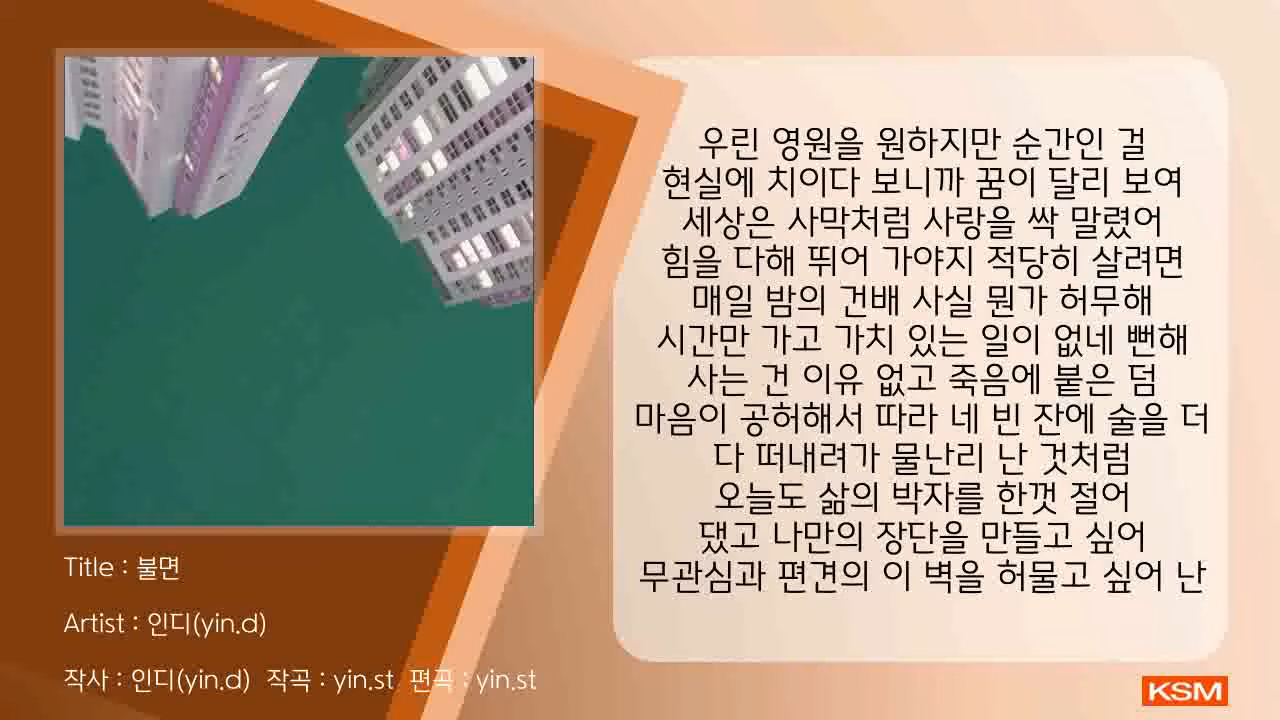 우린 영원을 원하지만 순간인 걸
현실에 치이다 보니까 꿈이 달리 보여
세상은 사막처럼 사랑을 싹 말렸어
힘을 다해 뛰어 가야지 적당히 살려면
매일 밤의 건배 사실 뭔가 허무해
시간만 가고 가치 있는 일이 없네 뻔해
사는 건 이유 없고 죽음에 붙은 덤
마음이 공허해서 따라 네 빈 잔에 술을 더
다 떠내려가 물난리 난 것처럼
오늘도 삶의 박자를 한껏 절어
댔고 나만의 장단을 만들고 싶어
무관심과 편견의 이 벽을 허물고 싶어 난
Title : 불면
Artist : 인디(yin.d)
작사 : 인디(yin.d) 작곡 : yin.st 편곡 : yin.st
KSM